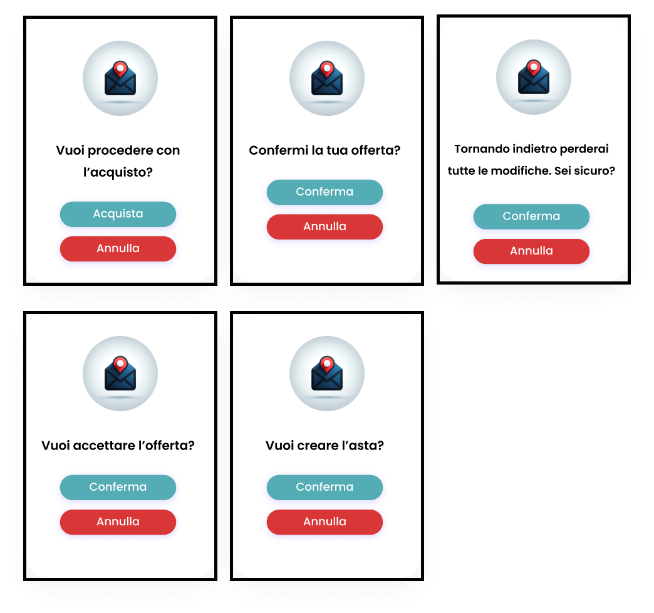 Vuoi procedere con
l'acquisto?
Acquista
Annulla
Confermi la tua offerta?
Conferma
Annulla
Tornando indietro perderai
tutte le modifiche. Sei sicuro?
Conferma
Annulla
Vuoi accettare l'offerta?
Conferma
Annulla
Vuoi creare l'asta?
Conferma
Annulla